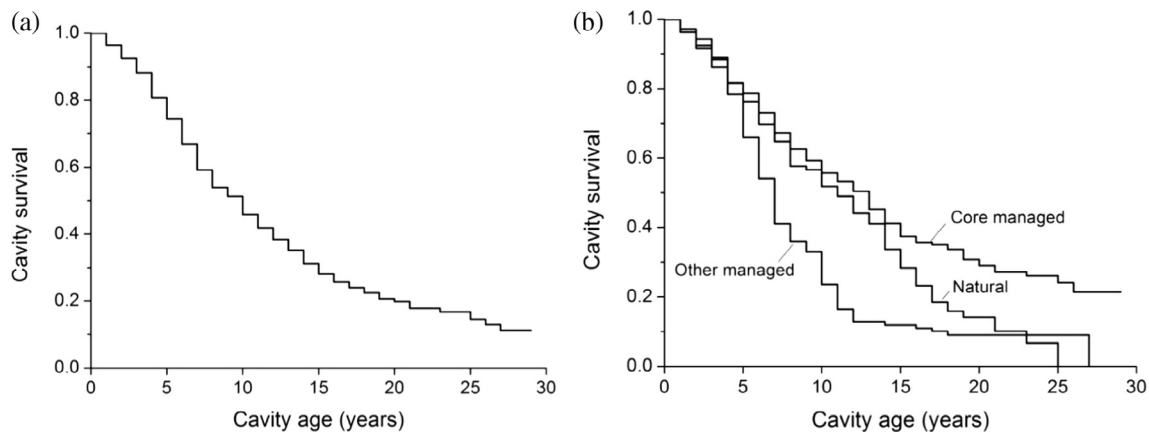 (a)
1.0
0.8
0.6
0.4
0.2
0.0
Cavity survival
0 5 10 15 20 25 30
Cavity age (years)
(b)
1.0
0.8
0.6
0.4
0.2
0.0
Cavity survival
Core managed
Other managed
Natural
0 5 10 15 20 25 30
Cavity age (years)